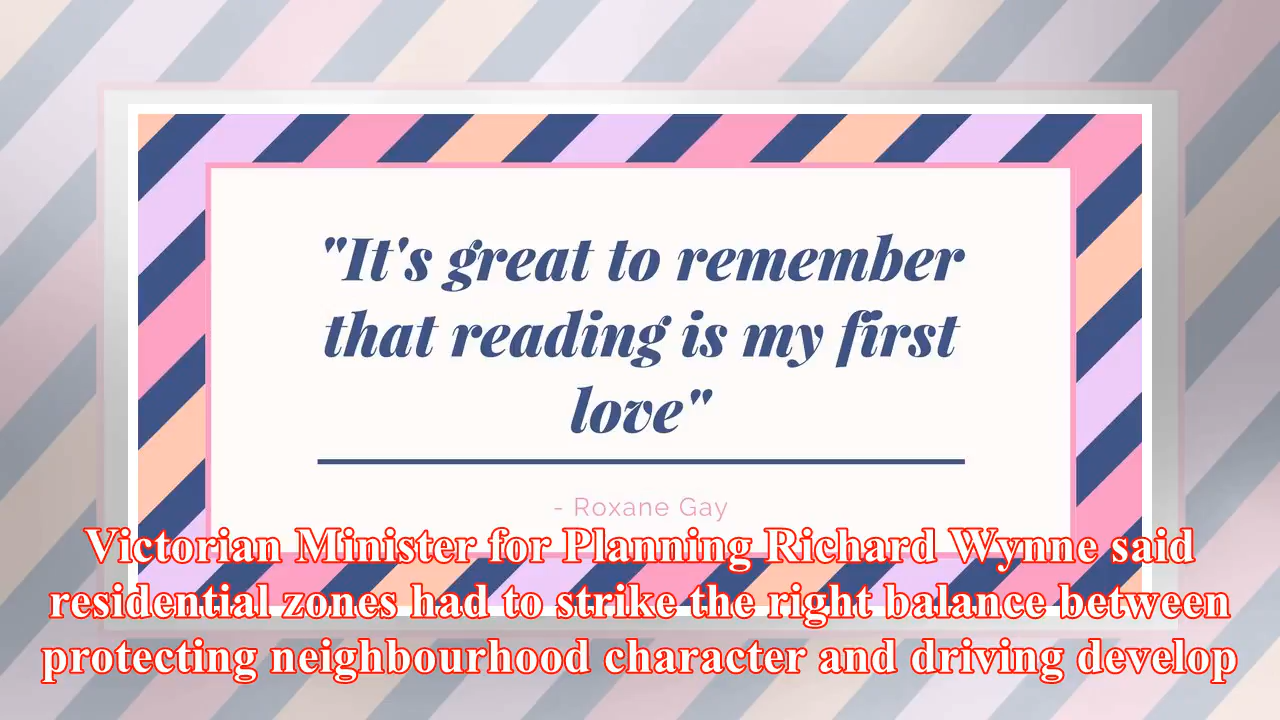 "It's great to remember
that reading is my first
love"
- Roxane Gay
Victorian Minister for Planning Richard Wynne said
residential zones had to strike the right balance between
protecting neighbourhood character and driving develop